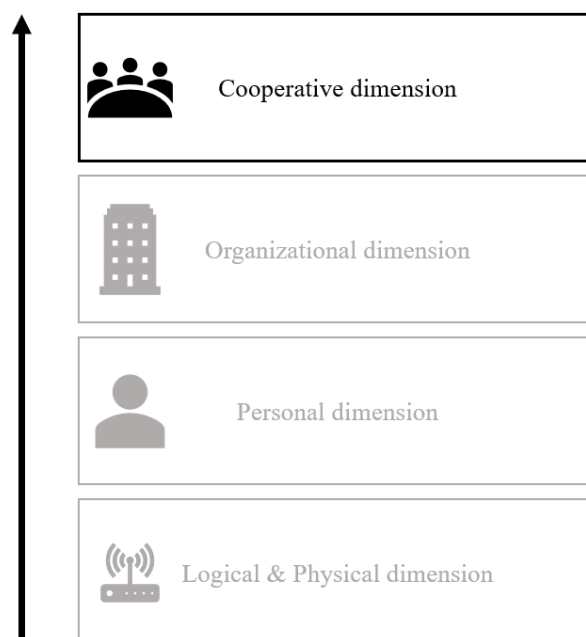 Cooperative dimension
Organizational dimension
Personal dimension
Logical & Physical dimension